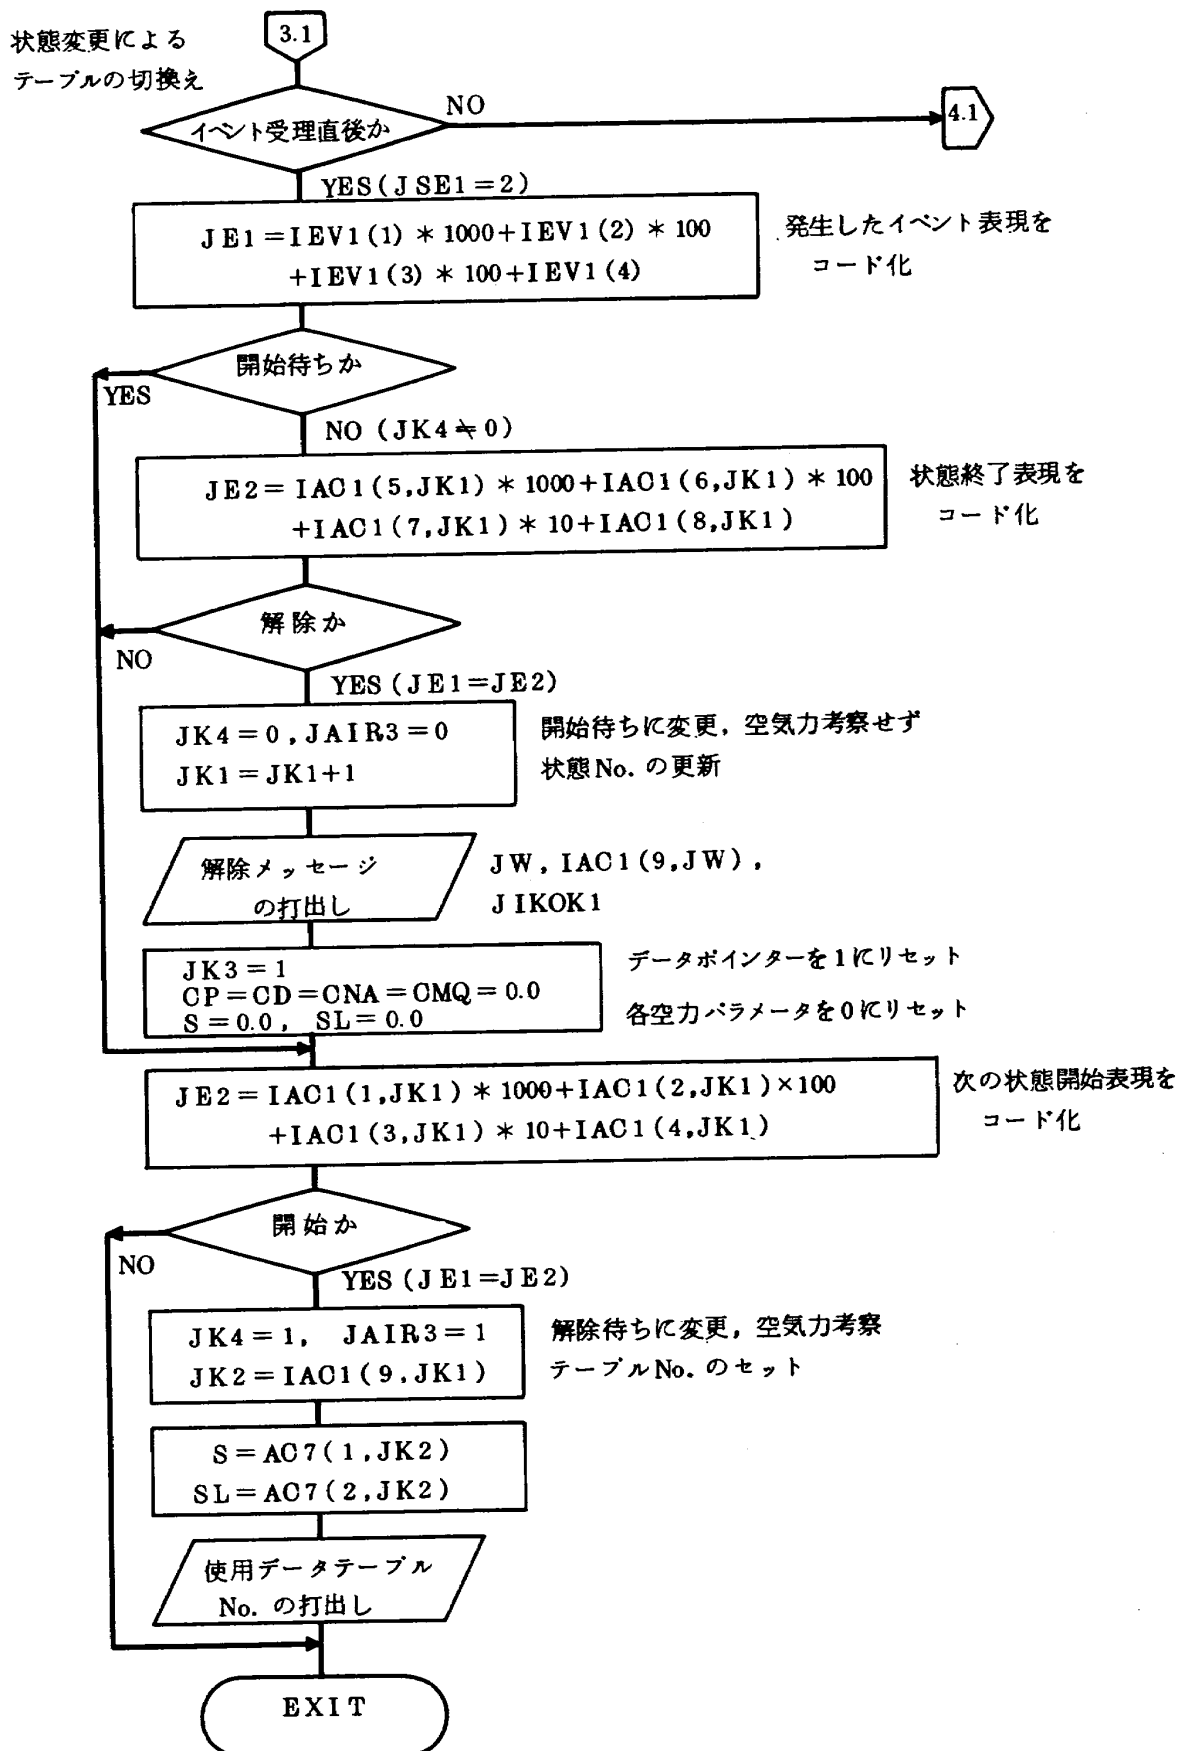 状態変更による
テーブルの切換え
3.1
イベント受理直後か
NO
4.1
YES(JSE1=2)
JE1=IEV1(1)*1000+IEV1(2)*100
+IEV1(3)*100+IEV1(4)
発生したイベント表現を
コード化
開始待ちか
YES
NO (JK4≒0)
JE2=IAC1(5,JK1)*1000+IAC1(6,JK1)*100
+IAC1(7,JK1)*10+IAC1(8,JK1)
状態終了表現を
コード化
解除か
NO
YES (JE1=JE2)
JK4=0, JAIR3=0
JK1=JK1+1
開始待ちに変更，空気力考察せず
状態No. の更新
解除メッセージ
の打出し
JW, IAC1(9,JW),
JIKOK1
JK3=1
CP=CD=CNA=CMQ=0.0
S=0.0, SL=0.0
データポインターを1にリセット
各空力パラメータを0にリセット
JE2=IAC1(1,JK1)*1000+IAC1(2,JK1)×100
+IAC1(3,JK1)*10+IAC1(4,JK1)
次の状態開始表現を
コード化
開始か
NO
YES (JE1=JE2)
JK4=1, JAIR3=1
JK2=IAC1(9,JK1)
解除待ちに変更，空気力考察
テーブルNo. のセット
S=AC7(1,JK2)
SL=AC7(2,JK2)
使用データテーブル
No. の打出し
EXIT